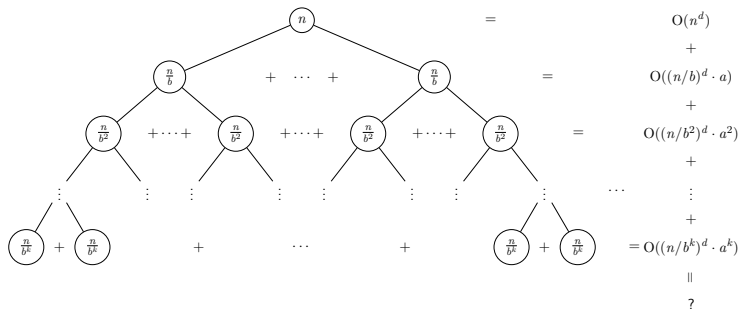 n = O(n^d)
+
n/b + ⋯ + n/b = O((n/b)^d · a)
+
n/b^2 +⋯+ n/b^2 +⋯+ n/b^2 +⋯+ n/b^2 = O((n/b^2)^d · a^2)
+
⋮ ⋮ ⋮ ⋮ ⋮ ⋮ ⋮ ⋮ ⋯ ⋮
+
n/b^k + n/b^k + ⋯ + n/b^k + n/b^k = O((n/b^k)^d · a^k)
=
?